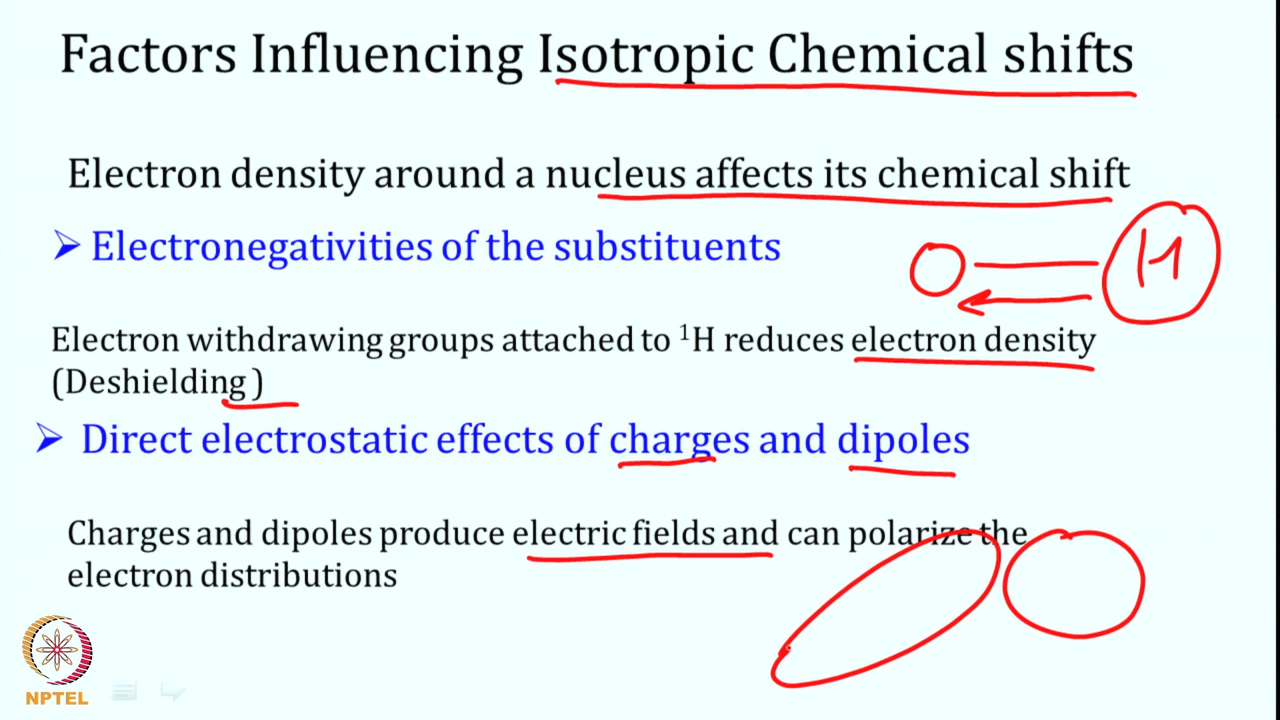 Factors Influencing Isotropic Chemical shifts
Electron density around a nucleus affects its chemical shift
➢ Electronegativities of the substituents
O H
Electron withdrawing groups attached to ¹H reduces electron density
(Deshielding )
➢ Direct electrostatic effects of charges and dipoles
Charges and dipoles produce electric fields and can polarize the
electron distributions
NPTEL